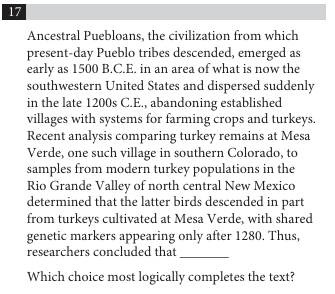 17
Ancestral Puebloans, the civilization from which
present-day Pueblo tribes descended, emerged as
early as 1500 B.C.E. in an area of what is now the
southwestern United States and dispersed suddenly
in the late 1200s C.E., abandoning established
villages with systems for farming crops and turkeys.
Recent analysis comparing turkey remains at Mesa
Verde, one such village in southern Colorado, to
samples from modern turkey populations in the
Rio Grande Valley of north central New Mexico
determined that the latter birds descended in part
from turkeys cultivated at Mesa Verde, with shared
genetic markers appearing only after 1280. Thus,
researchers concluded that ________
Which choice most logically completes the text?